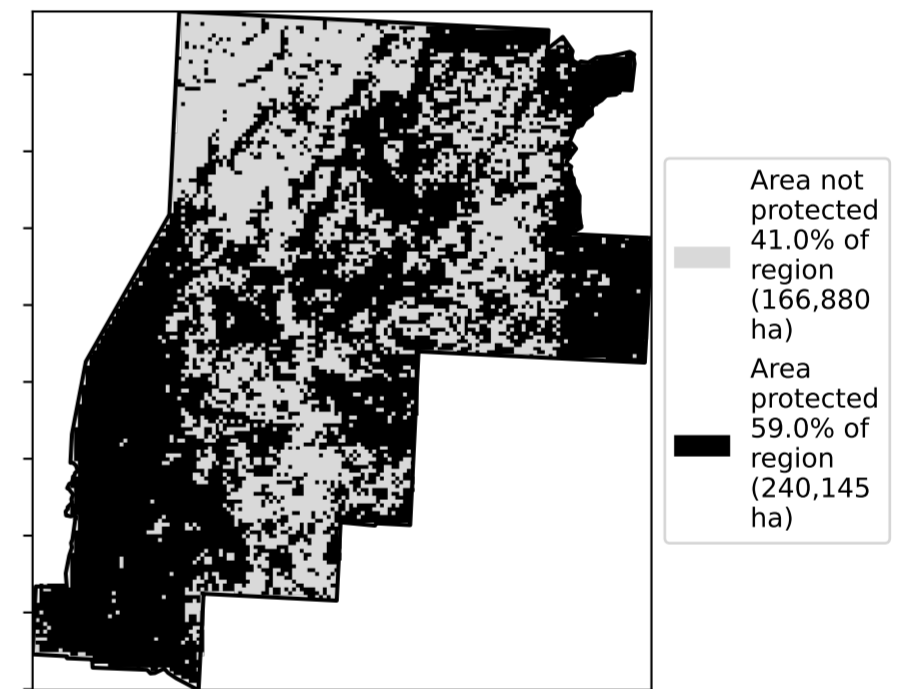 Area not
protected
41.0% of
region
(166,880
ha)
Area
protected
59.0% of
region
(240,145
ha)